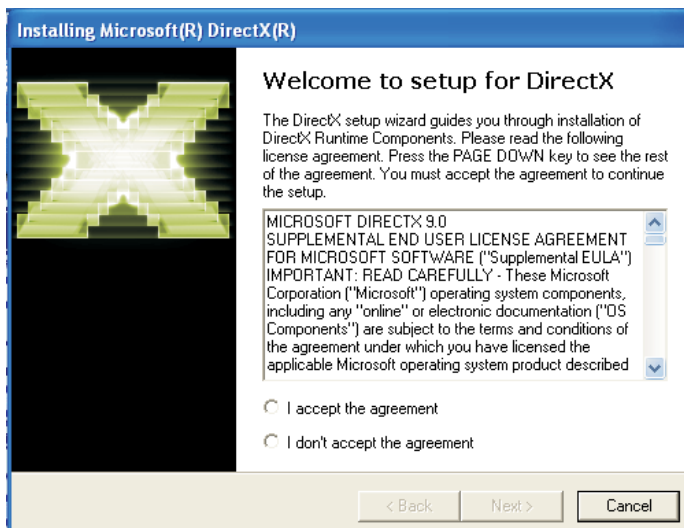 Installing Microsoft(R) DirectX(R)
Welcome to setup for DirectX
The DirectX setup wizard guides you through installation of
DirectX Runtime Components. Please read the following
license agreement. Press the PAGE DOWN key to see the rest
of the agreement. You must accept the agreement to continue
the setup.
MICROSOFT DIRECTX 9.0
SUPPLEMENTAL END USER LICENSE AGREEMENT
FOR MICROSOFT SOFTWARE ("Supplemental EULA")
IMPORTANT: READ CAREFULLY - These Microsoft
Corporation ("Microsoft") operating system components,
including any "online" or electronic documentation ("OS
Components") are subject to the terms and conditions of
the agreement under which you have licensed the
applicable Microsoft operating system product described
I accept the agreement
I don't accept the agreement
< Back Next > Cancel